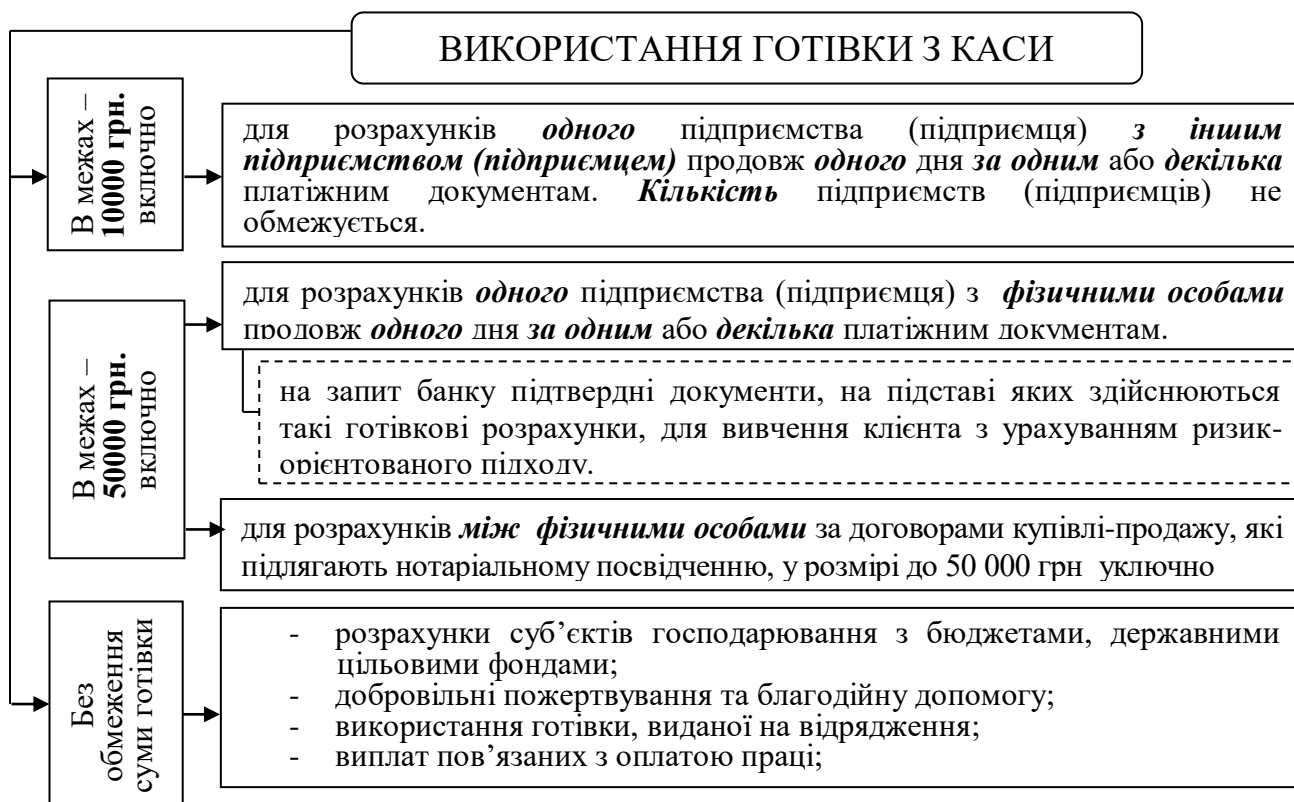 ВИКОРИСТАННЯ ГОТІВКИ З КАСИ
В межах –
10000 грн.
включно
для розрахунків одного підприємства (підприємця) з іншим
підприємством (підприємцем) продовж одного дня за одним або декілька
платіжним документам. Кількість підприємств (підприємців) не
обмежується.
В межах –
50000 грн.
включно
для розрахунків одного підприємства (підприємця) з фізичними особами
продовж одного дня за одним або декілька платіжним документам.
на запит банку підтвердні документи, на підставі яких здійснюються
такі готівкові розрахунки, для вивчення клієнта з урахуванням ризик-
орієнтованого підходу.
для розрахунків між фізичними особами за договорами купівлі-продажу, які
підлягають нотаріальному посвідченню, у розмірі до 50 000 грн уключно
Без
обмеження
суми готівки
- розрахунки суб’єктів господарювання з бюджетами, державними
цільовими фондами;
- добровільні пожертвування та благодійну допомогу;
- використання готівки, виданої на відрядження;
- виплат пов’язаних з оплатою праці;